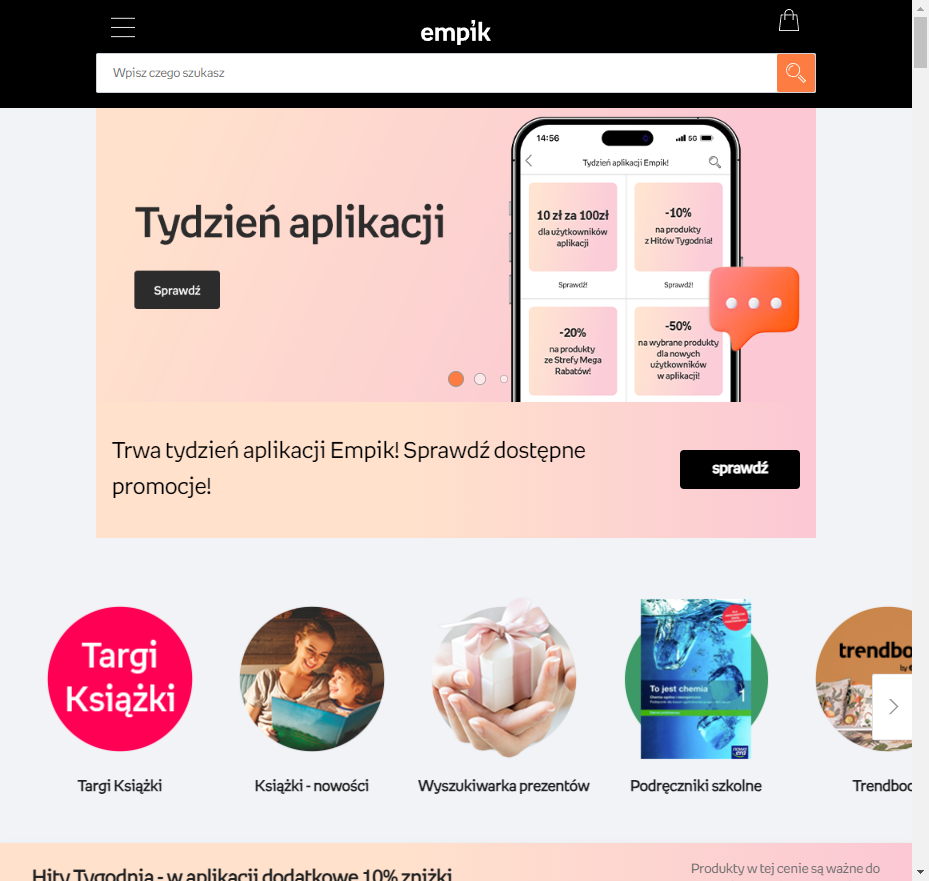 empik
Wpisz czego szukasz
Tydzień aplikacji
Sprawdź
14:56
5G
Tydzień aplikacji Empik!
10 zł za 100zł
dla użytkowników
aplikacji
Sprawdź!
-10%
na produkty
z Hitów Tygodnia!
Sprawdź!
-20%
na produkty
ze Strefy Mega
Rabatów!
-50%
na wybrane produkty
dla nowych
użytkowników
w aplikacji!
Trwa tydzień aplikacji Empik! Sprawdź dostępne
promocje!
sprawdź
Targi
Książki
To jest chemia
1
nowa
era
trendboo
by
Targi Książki
Książki - nowości
Wyszukiwarka prezentów
Podręczniki szkolne
Trendboo
Hity Tygodnia - w aplikacji dodatkowe 10% zniżki
Produkty w tej cenie są ważne do